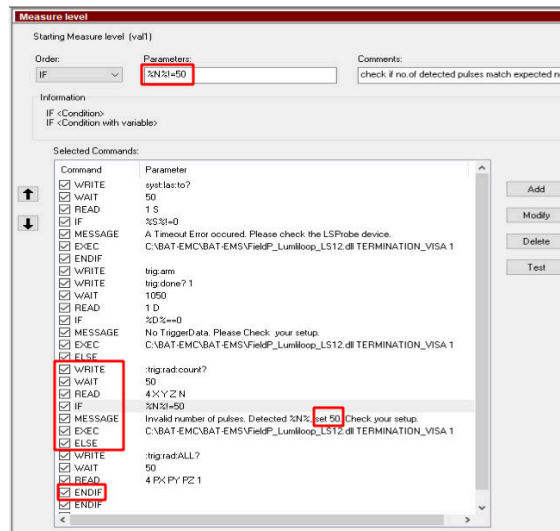 Measure level
Starting Measure level (val1)
Order:
Parameters:
Comments:
IF
%N%!=50
check if no.of detected pulses match expected n
Information
IF <Condition>
IF <Condition with variable>
Selected Commands:
Command Parameter
WRITE syst:las:to?
WAIT 50
READ 1 S
IF %S%!=0
MESSAGE A Timeout Error occured. Please check the LSProbe device.
EXEC C:\BAT-EMC\BAT-EMS\FieldP_Lumiloop_LS12.dll TERMINATION_VISA 1
ENDIF
WRITE trig:arm
WRITE trig:done? 1
WAIT 1050
READ 1 D
IF %D%==0
MESSAGE No TriggerData. Please Check your setup.
EXEC C:\BAT-EMC\BAT-EMS\FieldP_Lumiloop_LS12.dll TERMINATION_VISA 1
ELSE
WRITE :trig:rad:count?
WAIT 50
READ 4 X Y Z N
IF %N%!=50
MESSAGE Invalid number of pulses. Detected %N%, set 50. Check your setup.
EXEC C:\BAT-EMC\BAT-EMS\FieldP_Lumiloop_LS12.dll TERMINATION_VISA 1
ELSE
WRITE :trig:rad:ALL?
WAIT 50
READ 4 PX PY PZ 1
ENDIF
ENDIF
Add
Modify
Delete
Test